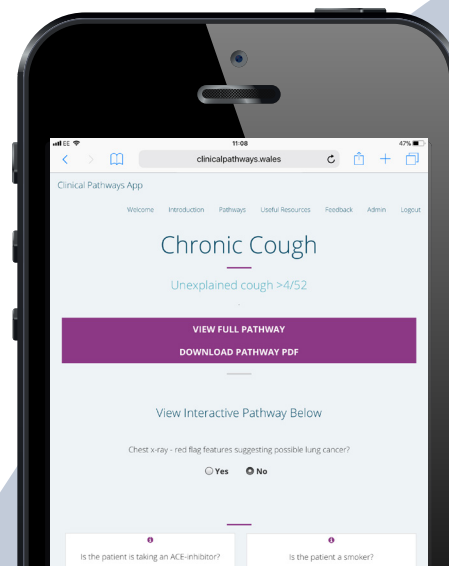 EE 11:08 47%
clinicalpathways.wales
Clinical Pathways App
Welcome Introduction Pathways Useful Resources Feedback Admin Logout
Chronic Cough
Unexplained cough >4/52
VIEW FULL PATHWAY
DOWNLOAD PATHWAY PDF
View Interactive Pathway Below
Chest x-ray - red flag features suggesting possible lung cancer?
Yes No
Is the patient is taking an ACE-inhibitor? Is the patient a smoker?